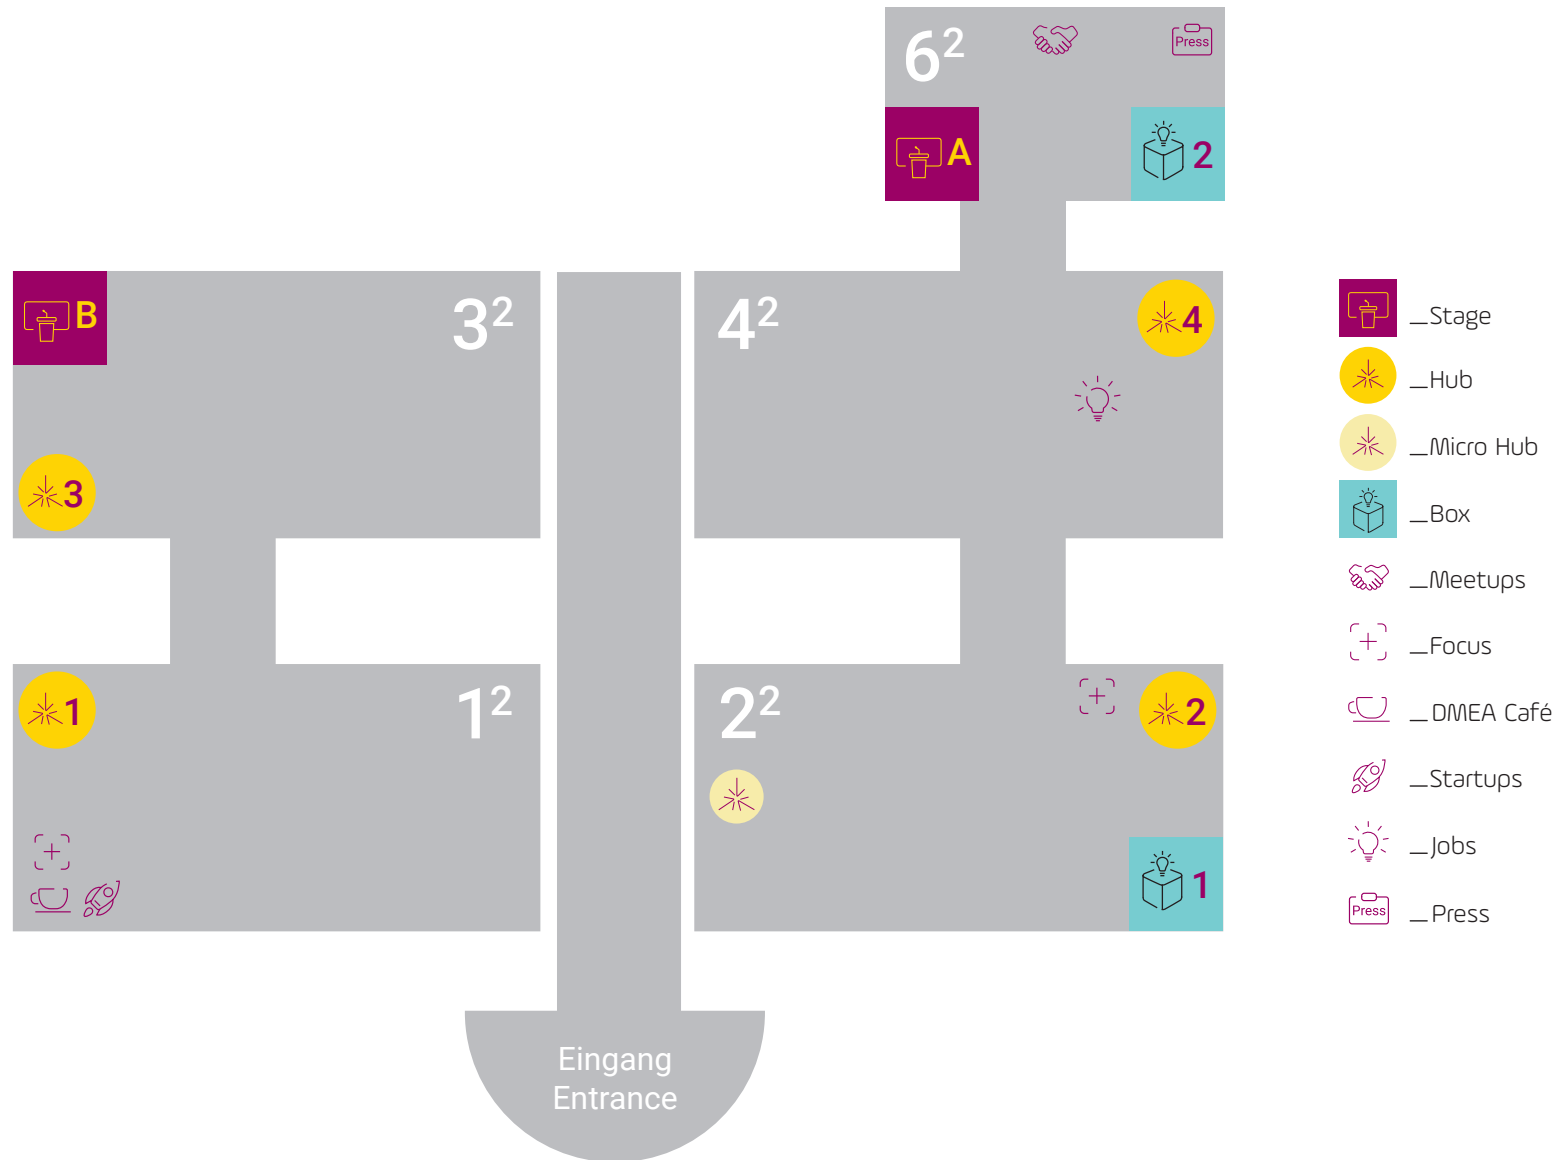 6²
Press
A
2
B
3²
4²
4
3
1
1²
2²
2
1
Eingang
Entrance
_Stage
_Hub
_Micro Hub
_Box
_Meetups
_Focus
_DMEA Café
_Startups
_Jobs
Press
_Press